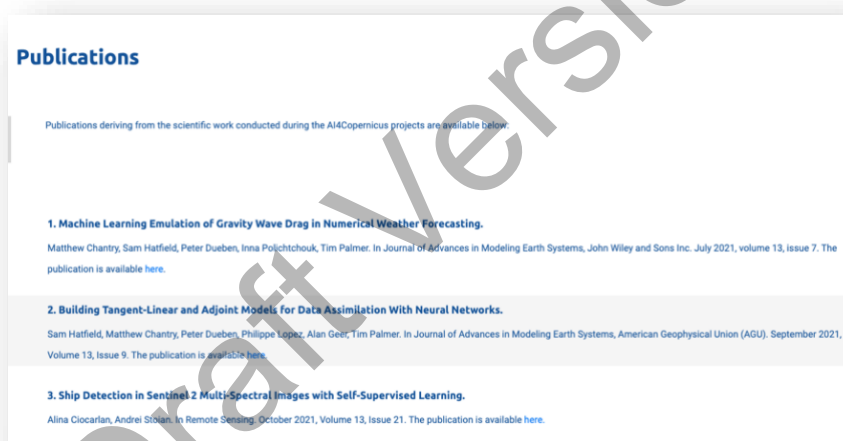 Publications
Publications deriving from the scientific work conducted during the AI4Copernicus projects are available below:
1. Machine Learning Emulation of Gravity Wave Drag in Numerical Weather Forecasting.
Matthew Chantry, Sam Hatfield, Peter Dueben, Inna Polichtchouk, Tim Palmer. In Journal of Advances in Modeling Earth Systems, John Wiley and Sons Inc. July 2021, volume 13, issue 7. The
publication is available here.
2. Building Tangent-Linear and Adjoint Models for Data Assimilation With Neural Networks.
Sam Hatfield, Matthew Chantry, Peter Dueben, Philippe Lopez, Alan Geer, Tim Palmer. In Journal of Advances in Modeling Earth Systems, American Geophysical Union (AGU). September 2021,
Volume 13, Issue 9. The publication is available here.
3. Ship Detection in Sentinel 2 Multi-Spectral Images with Self-Supervised Learning.
Alina Ciocarlan, Andrei Stoian. In Remote Sensing. October 2021, Volume 13, Issue 21. The publication is available here.
Draft Versio